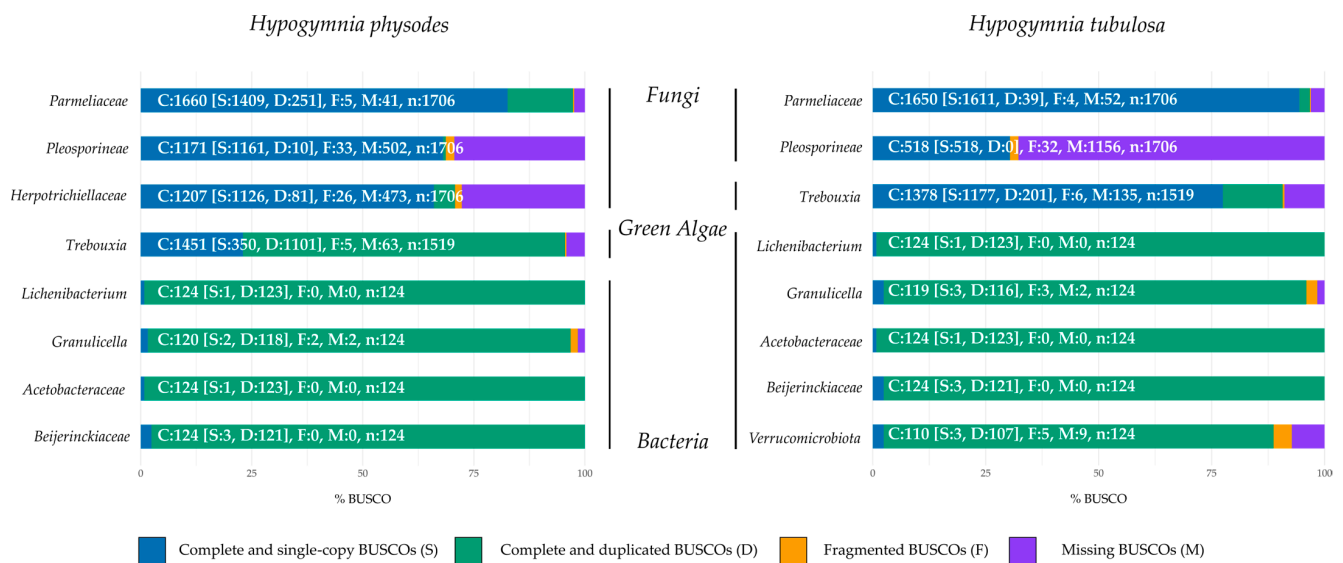 Hypogymnia physodes
Hypogymnia tubulosa
Parmeliaceae
C:1660 [S:1409, D:251], F:5, M:41, n:1706
Pleosporineae
C:1171 [S:1161, D:10], F:33, M:502, n:1706
Herpotrichiellaceae
C:1207 [S:1126, D:81], F:26, M:473, n:1706
Trebouxia
C:1451 [S:350, D:1101], F:5, M:63, n:1519
Lichenibacterium
C:124 [S:1, D:123], F:0, M:0, n:124
Granulicella
C:120 [S:2, D:118], F:2, M:2, n:124
Acetobacteraceae
C:124 [S:1, D:123], F:0, M:0, n:124
Beijerinckiaceae
C:124 [S:3, D:121], F:0, M:0, n:124
0 25 50 75 100
% BUSCO
Fungi
Green Algae
Bacteria
Parmeliaceae
C:1650 [S:1611, D:39], F:4, M:52, n:1706
Pleosporineae
C:518 [S:518, D:0], F:32, M:1156, n:1706
Trebouxia
C:1378 [S:1177, D:201], F:6, M:135, n:1519
Lichenibacterium
C:124 [S:1, D:123], F:0, M:0, n:124
Granulicella
C:119 [S:3, D:116], F:3, M:2, n:124
Acetobacteraceae
C:124 [S:1, D:123], F:0, M:0, n:124
Beijerinckiaceae
C:124 [S:3, D:121], F:0, M:0, n:124
Verrucomicrobiota
C:110 [S:3, D:107], F:5, M:9, n:124
0 25 50 75 100
% BUSCO
Complete and single-copy BUSCOs (S)
Complete and duplicated BUSCOs (D)
Fragmented BUSCOs (F)
Missing BUSCOs (M)